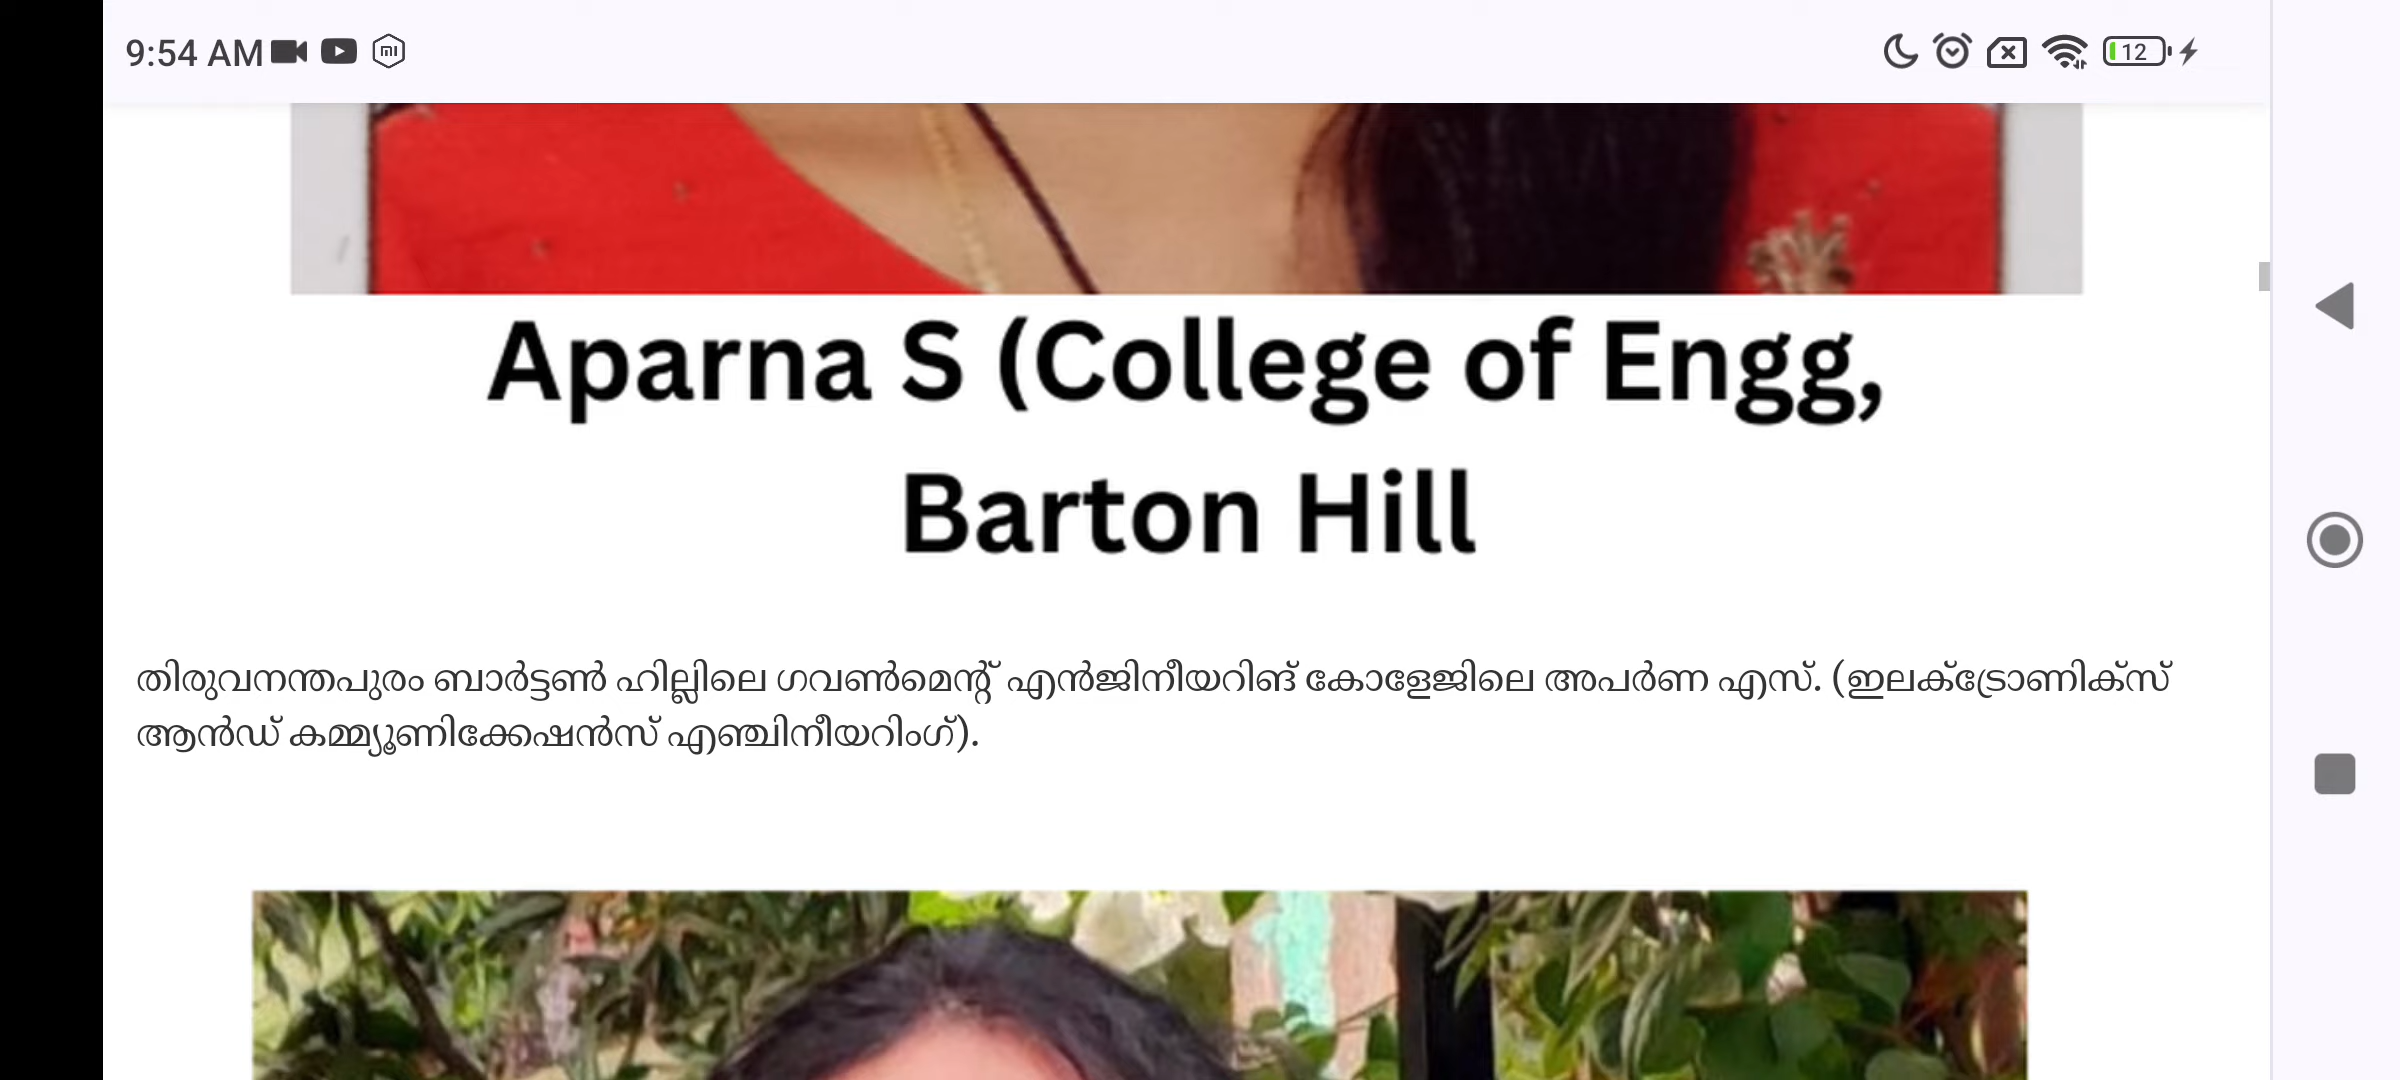 9:54 AM
12
Aparna S (College of Engg,
Barton Hill
തിരുവനന്തപുരം ബാർട്ടൺ ഹില്ലിലെ ഗവൺമെന്റ് എൻജിനീയറിങ് കോളേജിലെ അപർണ എസ്. (ഇലക്ട്രോണിക്സ്
ആൻഡ് കമ്മ്യൂണിക്കേഷൻസ് എഞ്ചിനീയറിംഗ്).